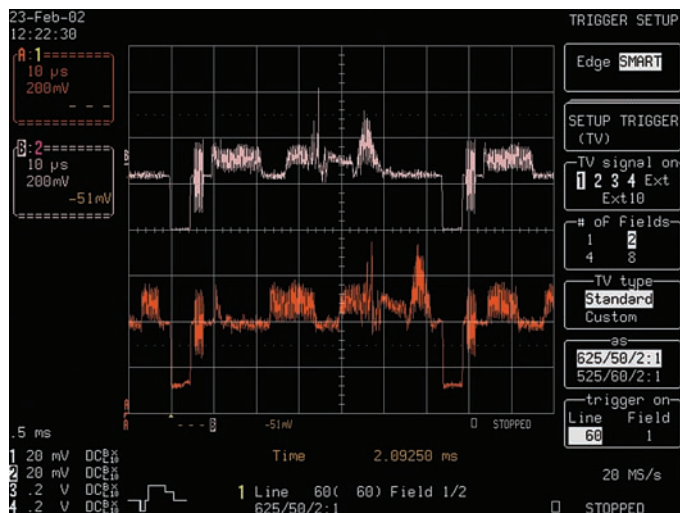 23-Feb-02
12:22:30
TRIGGER SETUP
A:1
10 µs
200mV
- - -
B:2
10 µs
200mV
-51mV
Edge SMART
SETUP TRIGGER
(TV)
TV signal on
1 2 3 4 Ext
Ext10
# of Fields
1 2
4 8
TV type
Standard
Custom
as
625/50/2:1
525/60/2:1
trigger on
Line Field
60 1
20 MS/s
STOPPED
B
A
A
- - - B -51mV STOPPED
Time 2.09250 ms
.5 ms
1 20 mV DC
2 20 mV DC
3 .2 V DC
4 .2 V DC
1 Line 60( 60) Field 1/2
625/50/2:1